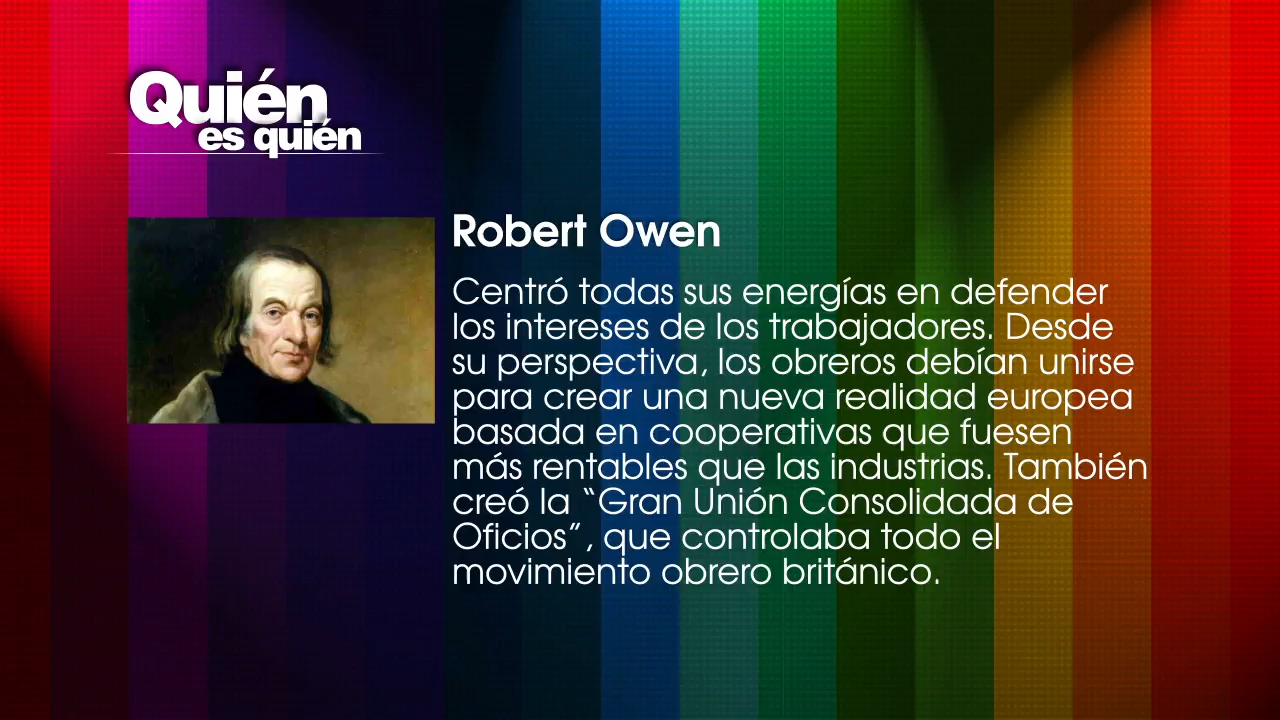 Quién
es quién
Robert Owen
Centró todas sus energías en defender
los intereses de los trabajadores. Desde
su perspectiva, los obreros debían unirse
para crear una nueva realidad europea
basada en cooperativas que fuesen
más rentables que las industrias. También
creó la “Gran Unión Consolidada de
Oficios”, que controlaba todo el
movimiento obrero británico.